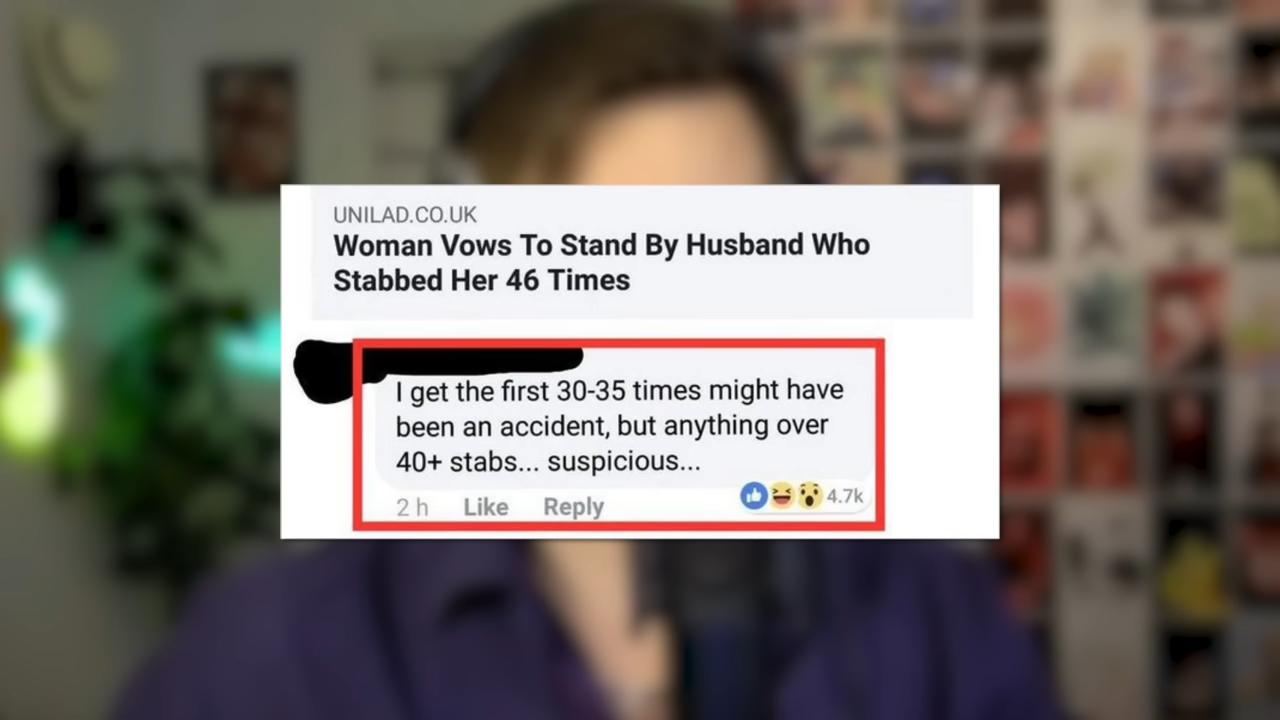 UNILAD.CO.UK
Woman Vows To Stand By Husband Who
Stabbed Her 46 Times
I get the first 30-35 times might have
been an accident, but anything over
40+ stabs... suspicious...
2 h Like Reply 4.7k